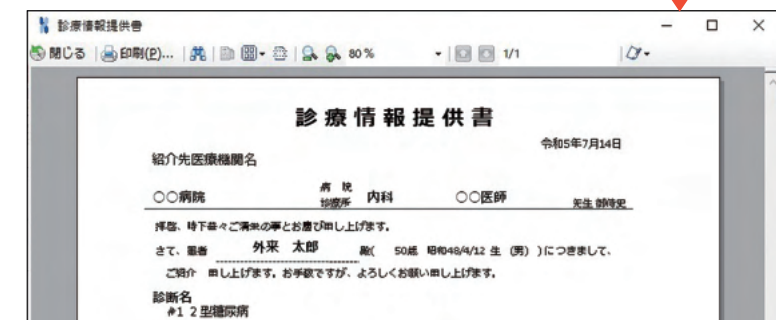 診療情報提供書
閉じる 印刷(P)... 80 % 1/1
診療情報提供書
令和5年7月14日
紹介先医療機関名
〇〇病院 病院 診療所 内科 〇〇医師 先生 御侍史
拝啓、時下益々ご清栄の事とお慶び申し上げます。
さて、患者 外来 太郎 殿( 50歳 昭和48/4/12 生 (男) )につきまして、
ご紹介 申し上げます。お手数ですが、よろしくお願い申し上げます。
診断名
#1 2型糖尿病